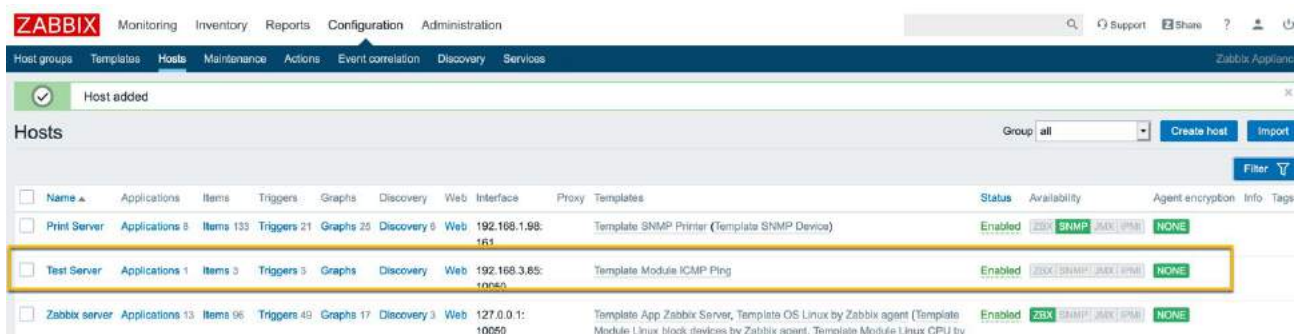 ZABBIX Monitoring Inventory Reports Configuration Administration Support Share ?
Host groups Templates Hosts Maintenance Actions Event correlation Discovery Services Zabbix Applianc
Host added
Hosts Group all Create host Import
Filter
Name Applications Items Triggers Graphs Discovery Web Interface Proxy Templates Status Availability Agent encryption Info Tags
Print Server Applications 8 Items 133 Triggers 21 Graphs 25 Discovery 6 Web 192.168.1.98: Template SNMP Printer (Template SNMP Device) Enabled ZBX SNMP JMX IPMI NONE
161
Test Server Applications 1 Items 3 Triggers 3 Graphs Discovery Web 192.168.3.85: Template Module ICMP Ping Enabled ZBX SNMP JMX IPMI NONE
10050
Zabbix server Applications 13 Items 96 Triggers 49 Graphs 17 Discovery 3 Web 127.0.0.1: Template App Zabbix Server, Template OS Linux by Zabbix agent (Template Enabled ZBX SNMP JMX IPMI NONE
10050 Module Linux block devices by Zabbix agent, Template Module Linux CPU by